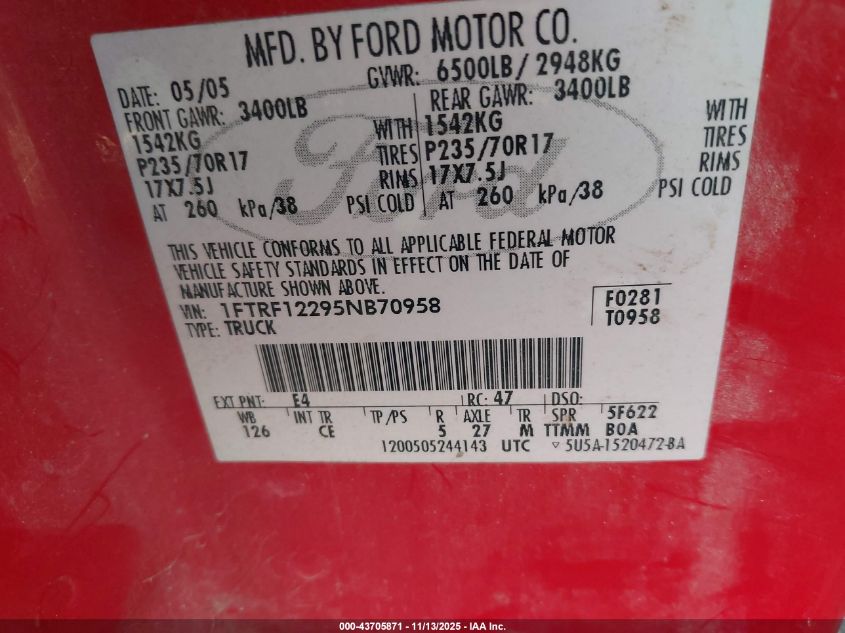 MFD. BY FORD MOTOR CO.
DATE: 05/05 GVWR: 6500LB/ 2948KG
FRONT GAWR: 3400LB REAR GAWR: 3400LB
1542KG WITH 1542KG WITH
P235/70R17 TIRES P235/70R17 TIRES
17X7.5J RIMS 17X7.5J RIMS
AT 260 kPa/38 PSI COLD AT 260 kPa/38 PSI COLD
THIS VEHICLE CONFORMS TO ALL APPLICABLE FEDERAL MOTOR
VEHICLE SAFETY STANDARDS IN EFFECT ON THE DATE OF
MANUFACTURE SHOWN ABOVE.
VIN: 1FTRF12295NB70958 F0281
TYPE: TRUCK T0958
EXT PNT: E4 RC: 47 DSO:
WB INT TR TP/PS R AXLE TR SPR 5F622
126 CE 5 27 M TTMM B0A
1200505244143 UTC ▽ 5U5A-1520472-BA
Ford
000-43705871 - 11/13/2025 - IAA Inc.